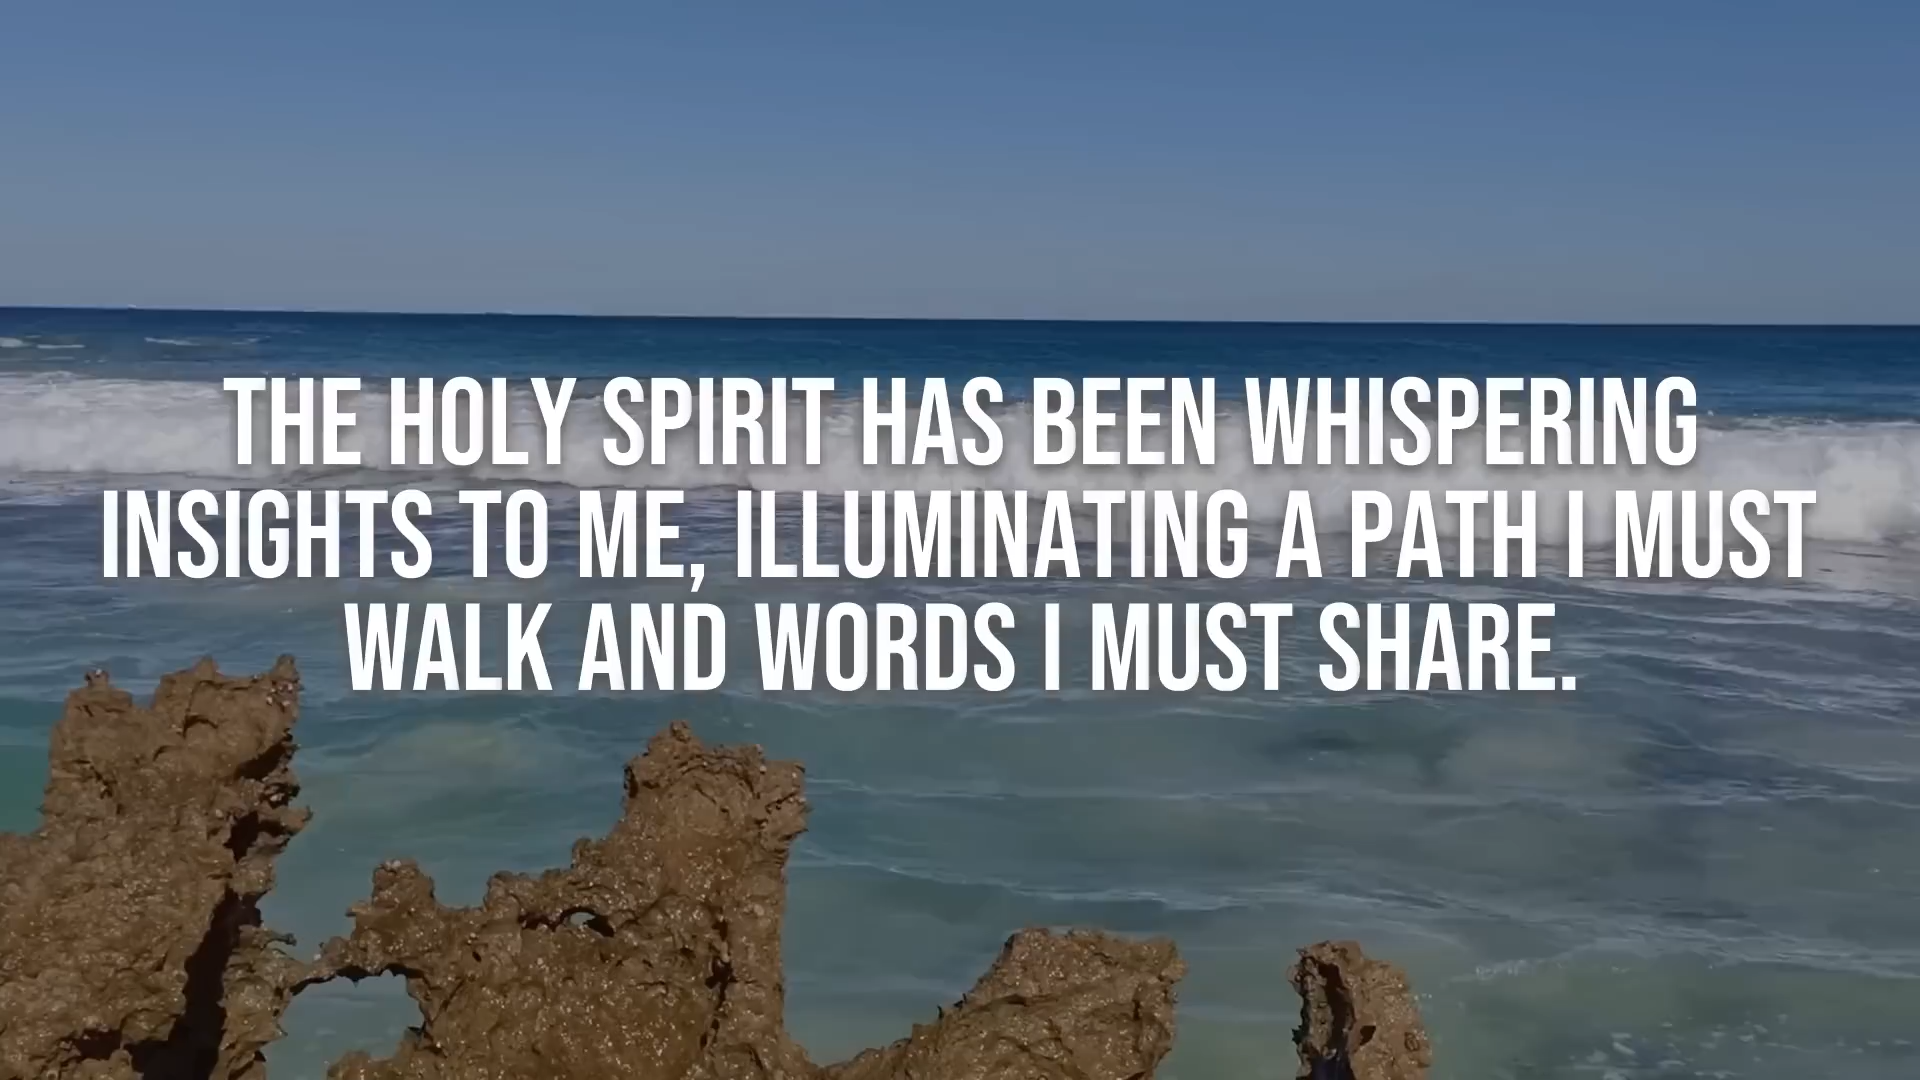 THE HOLY SPIRIT HAS BEEN WHISPERING
INSIGHTS TO ME, ILLUMINATING A PATH I MUST
WALK AND WORDS I MUST SHARE.